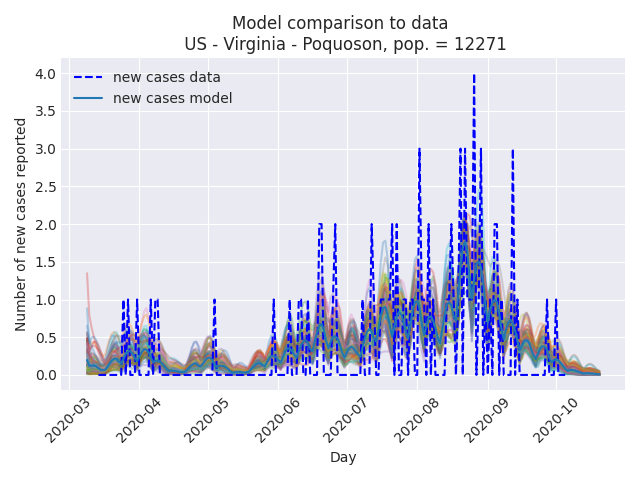 Model comparison to data
US - Virginia - Poquoson, pop. = 12271
new cases data
new cases model
Number of new cases reported
4.0
3.5
3.0
2.5
2.0
1.5
1.0
0.5
0.0
2020-03
2020-04
2020-05
2020-06
2020-07
2020-08
2020-09
2020-10
Day